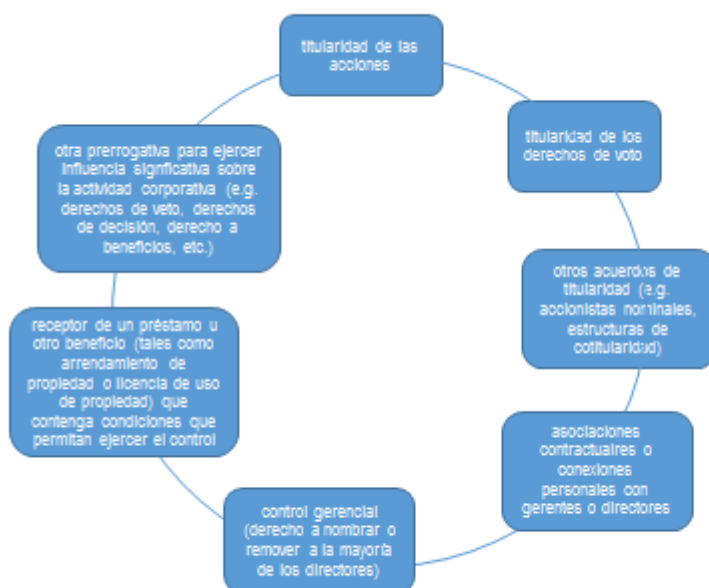 titularidad de las
acciones
titularidad de los
derechos de voto
otros acuerdos de
titularidad (e.g.
accionistas nominales,
estructuras de
cotitularidad)
asociaciones
contractuaires o
conexiones
personales con
gerentes o directores
control gerencial
(derecho a nombrar o
remover a la mayoría
de los directores)
receptor de un préstamo u
otro beneficio (tales como
arrendamiento de
propiedad o licencia de uso
de propiedad) que
contenga condiciones que
permitan ejercer el control
otra prerrogativa para ejercer
influencia signficativa sobre
la actividad corporativa (e.g.
derechos de veto, derechos
de decisión, derecho a
beneficios, etc.)